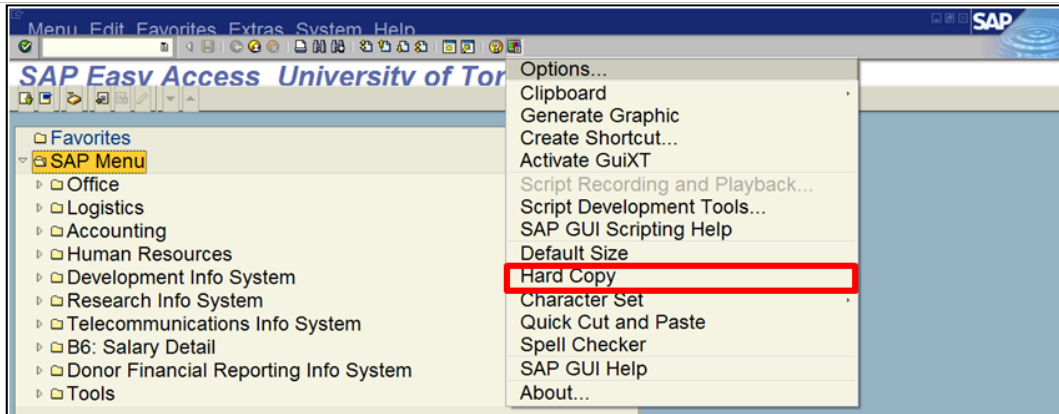 Menu Edit Favorites Extras System Help
SAP
SAP Easy Access University of Tor
Options...
Clipboard
Generate Graphic
Create Shortcut...
Activate GuiXT
Script Recording and Playback...
Script Development Tools...
SAP GUI Scripting Help
Default Size
Hard Copy
Character Set
Quick Cut and Paste
Spell Checker
SAP GUI Help
About...
Favorites
SAP Menu
Office
Logistics
Accounting
Human Resources
Development Info System
Research Info System
Telecommunications Info System
B6: Salary Detail
Donor Financial Reporting Info System
Tools